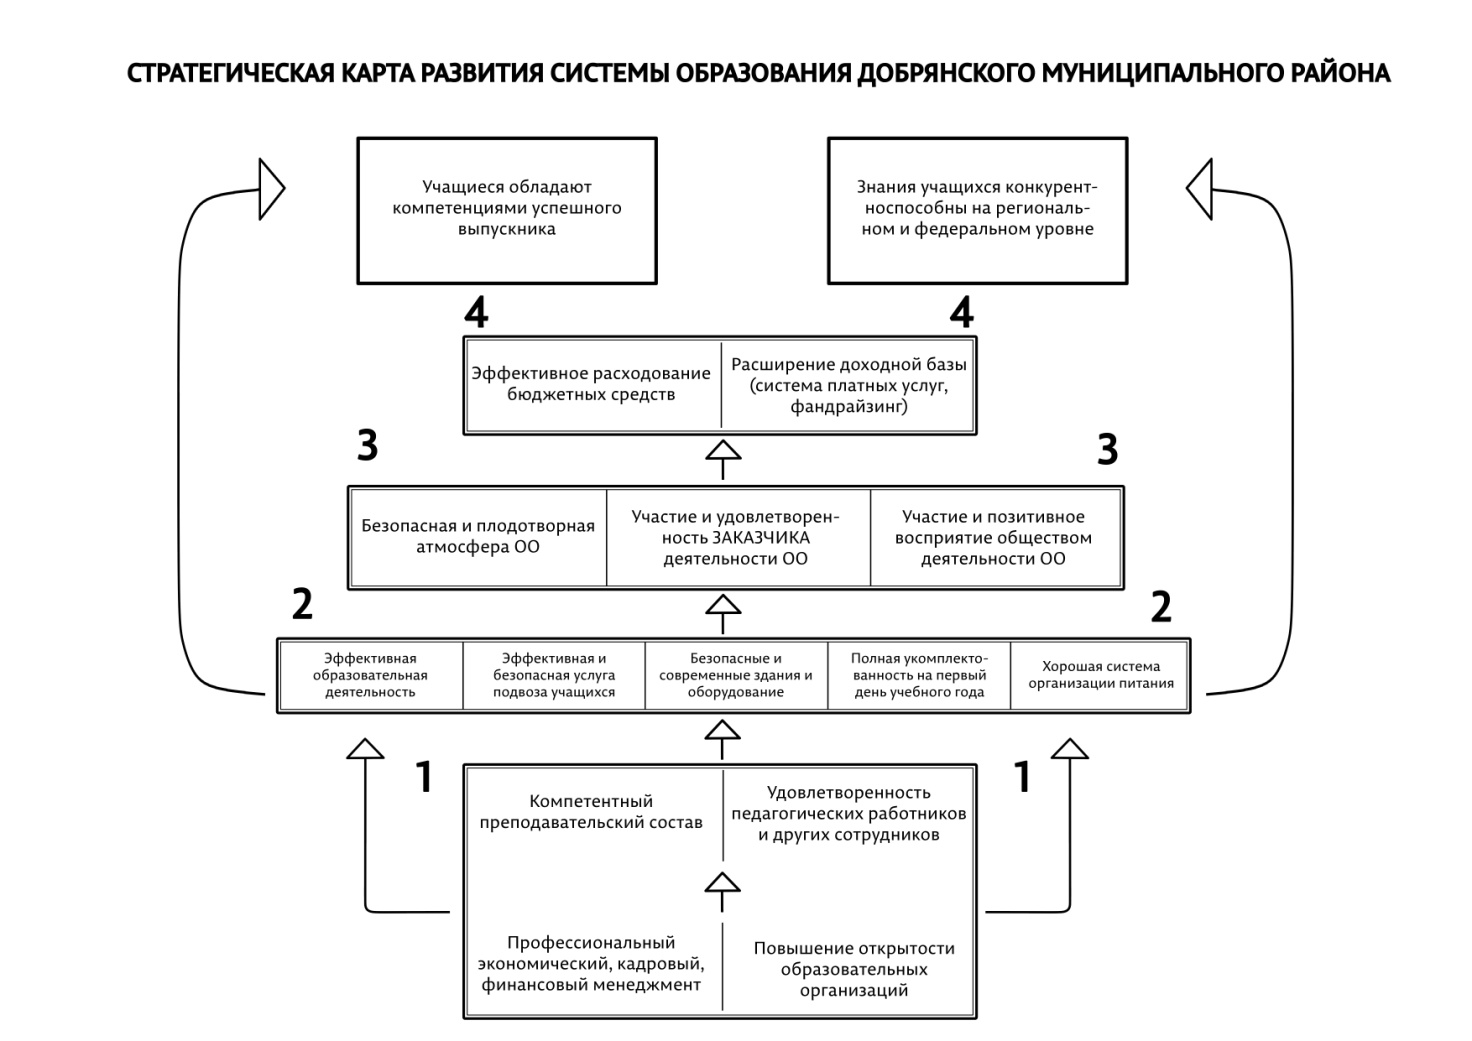 СТРАТЕГИЧЕСКАЯ КАРТА РАЗВИТИЯ СИСТЕМЫ ОБРАЗОВАНИЯ ДОБРЯНСКОГО МУНИЦИПАЛЬНОГО РАЙОНА
Учащиеся обладают
компетенциями успешного
выпускника
Знания учащихся конкурент-
носпособны на региональ-
ном и федеральном уровне
4
4
Эффективное расходование
бюджетных средств
Расширение доходной базы
(система платных услуг,
фандрайзинг)
3
3
Безопасная и плодотворная
атмосфера ОО
Участие и удовлетворен-
ность ЗАКАЗЧИКА
деятельности ОО
Участие и позитивное
восприятие обществом
деятельности ОО
2
2
Эффективная
образовательная
деятельность
Эффективная и
безопасная услуга
подвоза учащихся
Безопасные и
современные здания и
оборудование
Полная укомплекто-
ванность на первый
день учебного года
Хорошая система
организации питания
1
1
Компетентный
преподавательский состав
Удовлетворенность
педагогических работников
и других сотрудников
Профессиональный
экономический, кадровый,
финансовый менеджмент
Повышение открытости
образовательных
организаций